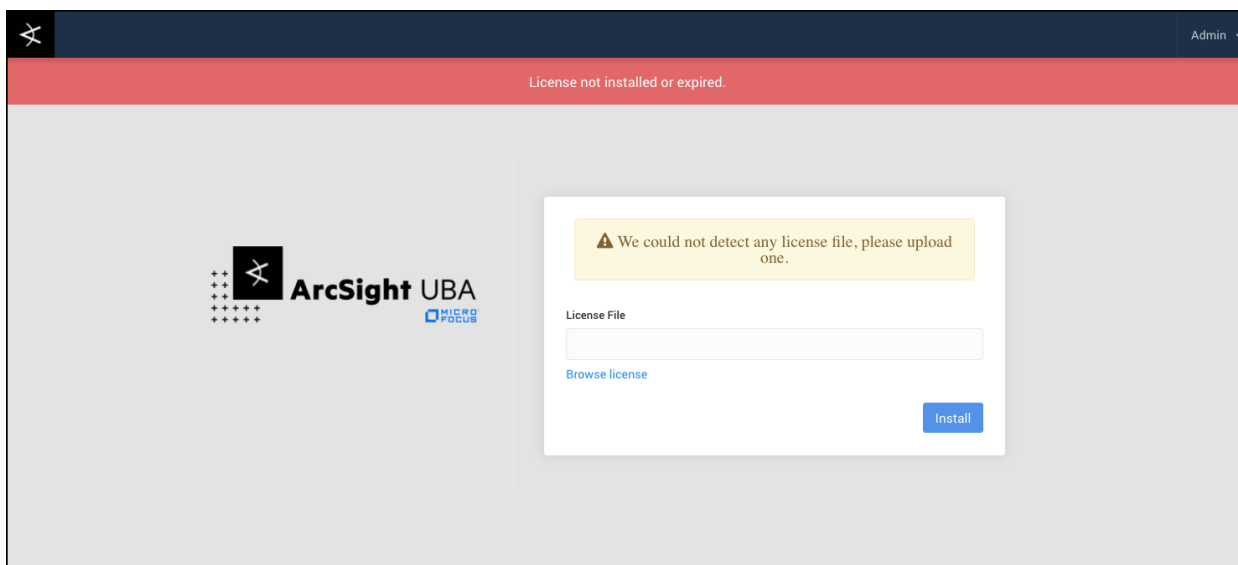 Admin
License not installed or expired.
We could not detect any license file, please upload
one.
ArcSight UBA
MICRO
FOCUS
License File
Browse license
Install